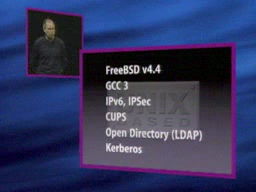 FreeBSD v4.4
GCC 3
IPv6, IPSec
CUPS
Open Directory (LDAP)
Kerberos